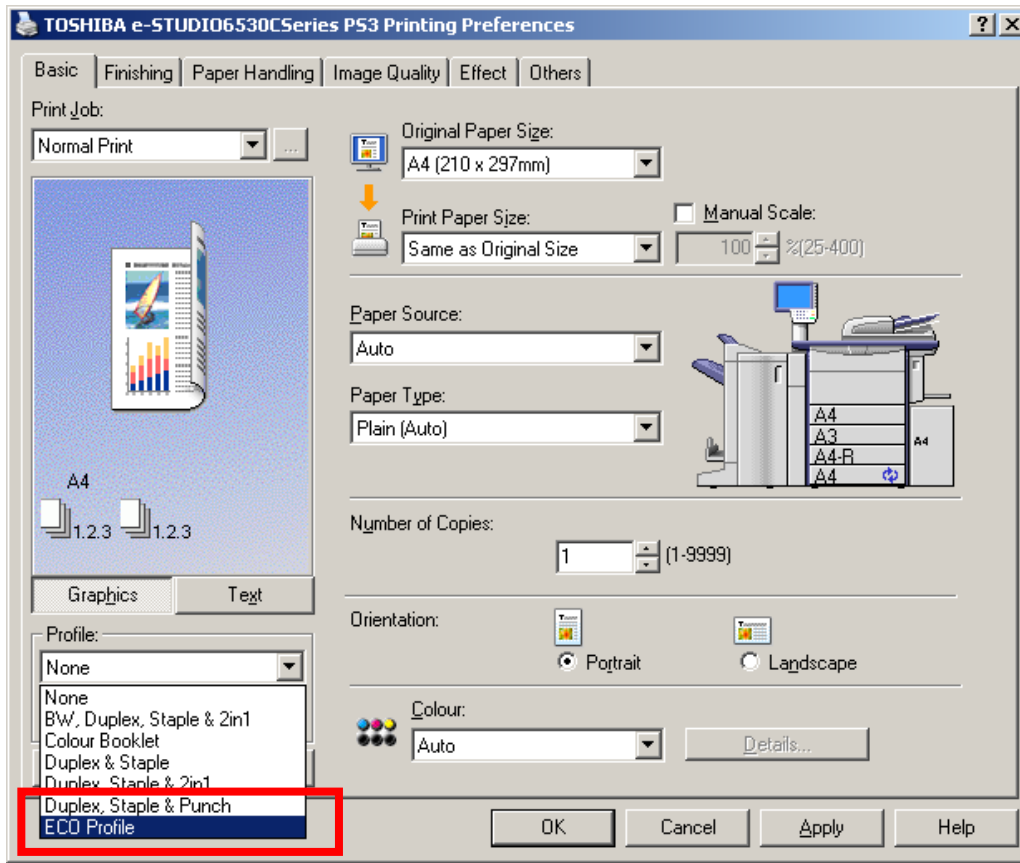 TOSHIBA e-STUDIO6530CSeries PS3 Printing Preferences
Basic Finishing Paper Handling Image Quality Effect Others
Print Job:
Normal Print
...
Original Paper Size:
A4 (210 x 297mm)
Print Paper Size:
Same as Original Size
Manual Scale:
100 %(25-400)
A4
1.2.3 1.2.3
Graphics Text
Paper Source:
Auto
Paper Type:
Plain (Auto)
A4
A3
A4-R
A4
A4
Number of Copies:
1 (1-9999)
Orientation:
Portrait Landscape
Colour:
Auto
Details...
Profile:
None
None
BW, Duplex, Staple & 2in1
Colour Booklet
Duplex & Staple
Duplex, Staple & 2in1
Duplex, Staple & Punch
ECO Profile
OK Cancel Apply Help